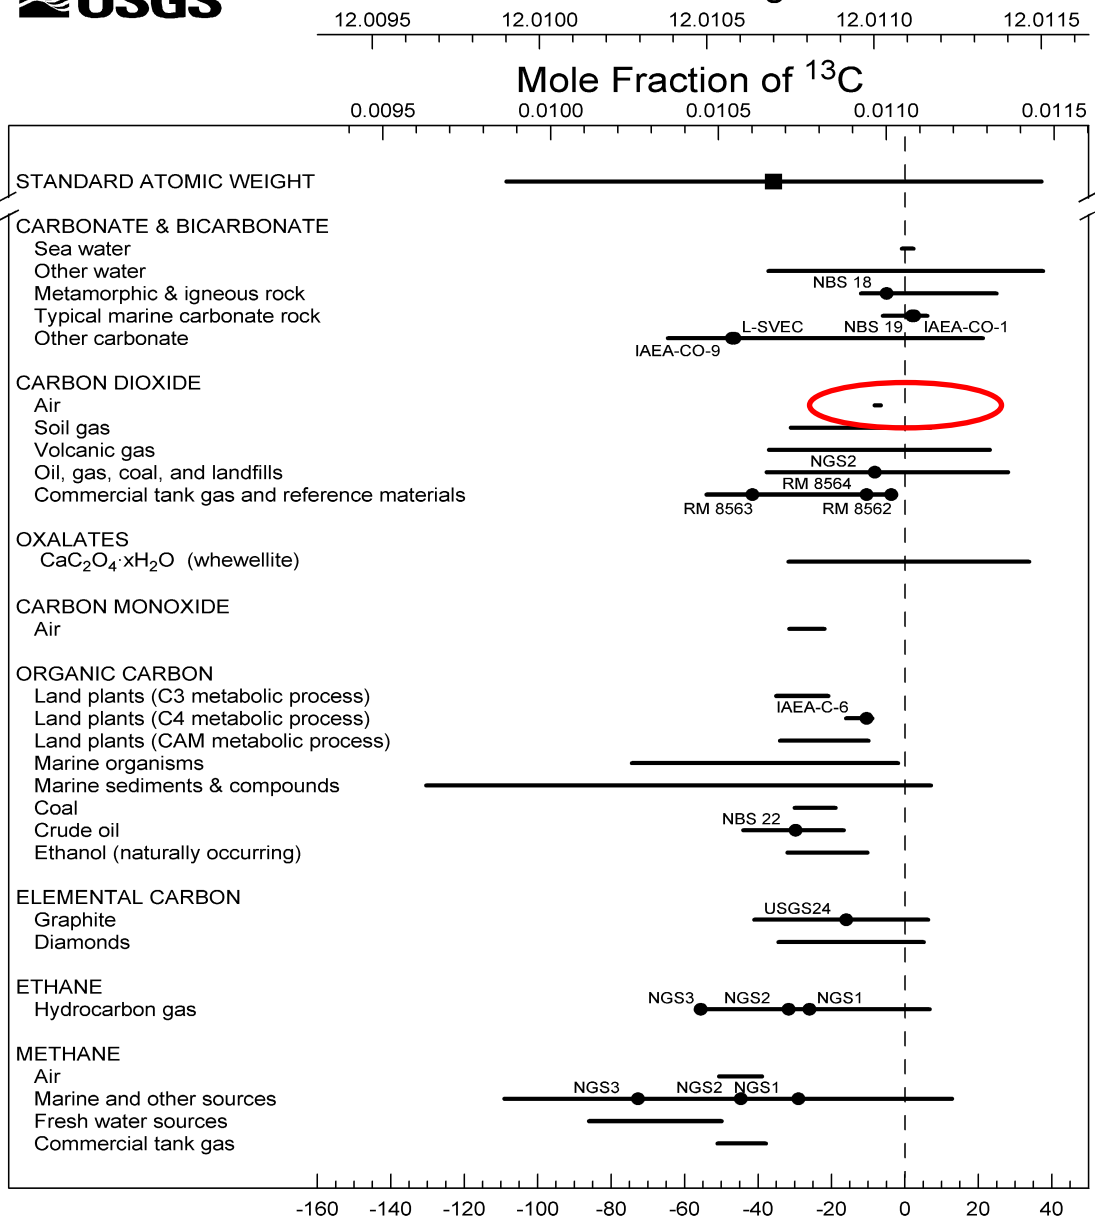 USGS
12.0095 12.0100 12.0105 12.0110 12.0115
Mole Fraction of ¹³C
0.0095 0.0100 0.0105 0.0110 0.0115
STANDARD ATOMIC WEIGHT
CARBONATE & BICARBONATE
Sea water
Other water
NBS 18
Metamorphic & igneous rock
Typical marine carbonate rock
L-SVEC NBS 19 IAEA-CO-1
Other carbonate
IAEA-CO-9
CARBON DIOXIDE
Air
Soil gas
Volcanic gas
NGS2
Oil, gas, coal, and landfills
RM 8564
Commercial tank gas and reference materials
RM 8563 RM 8562
OXALATES
CaC₂O₄·xH₂O (whewellite)
CARBON MONOXIDE
Air
ORGANIC CARBON
Land plants (C3 metabolic process)
IAEA-C-6
Land plants (C4 metabolic process)
Land plants (CAM metabolic process)
Marine organisms
Marine sediments & compounds
Coal
NBS 22
Crude oil
Ethanol (naturally occurring)
ELEMENTAL CARBON
USGS24
Graphite
Diamonds
ETHANE
NGS3 NGS2 NGS1
Hydrocarbon gas
METHANE
Air
NGS3 NGS2 NGS1
Marine and other sources
Fresh water sources
Commercial tank gas
-160 -140 -120 -100 -80 -60 -40 -20 0 20 40